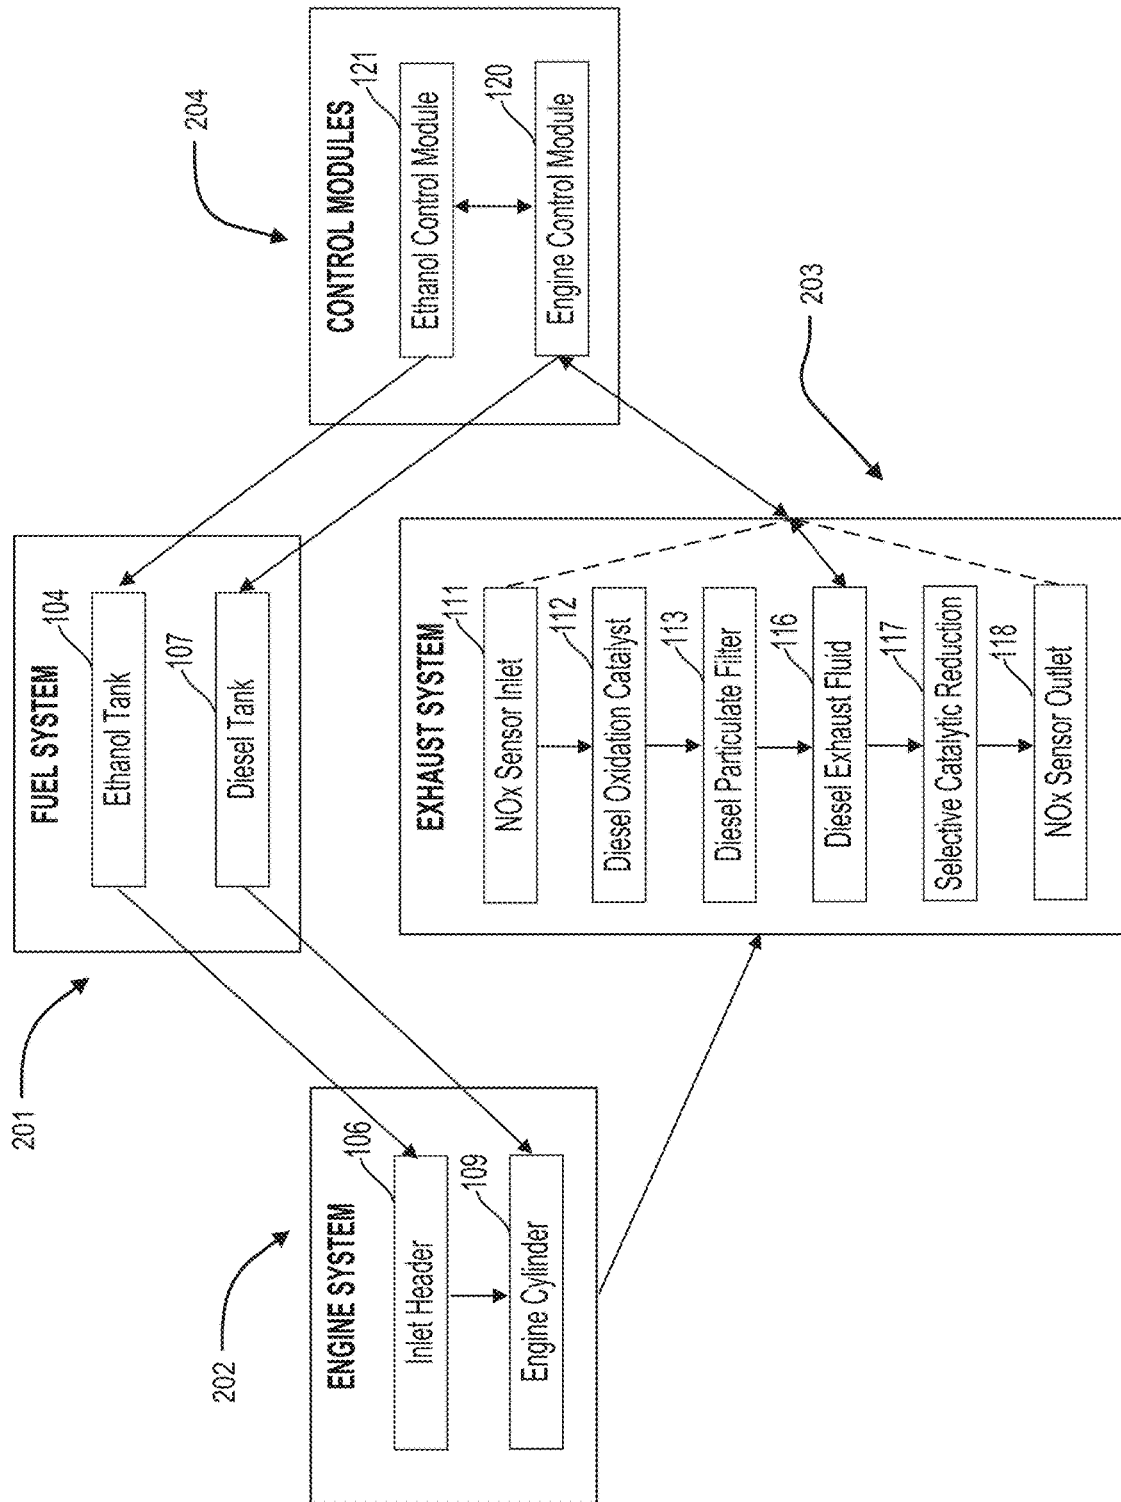 201
FUEL SYSTEM
104
Ethanol Tank
107
Diesel Tank
202
ENGINE SYSTEM
106
Inlet Header
109
Engine Cylinder
204
CONTROL MODULES
121
Ethanol Control Module
120
Engine Control Module
203
EXHAUST SYSTEM
111
NOx Sensor Inlet
112
Diesel Oxidation Catalyst
113
Diesel Particulate Filter
116
Diesel Exhaust Fluid
117
Selective Catalytic Reduction
118
NOx Sensor Outlet